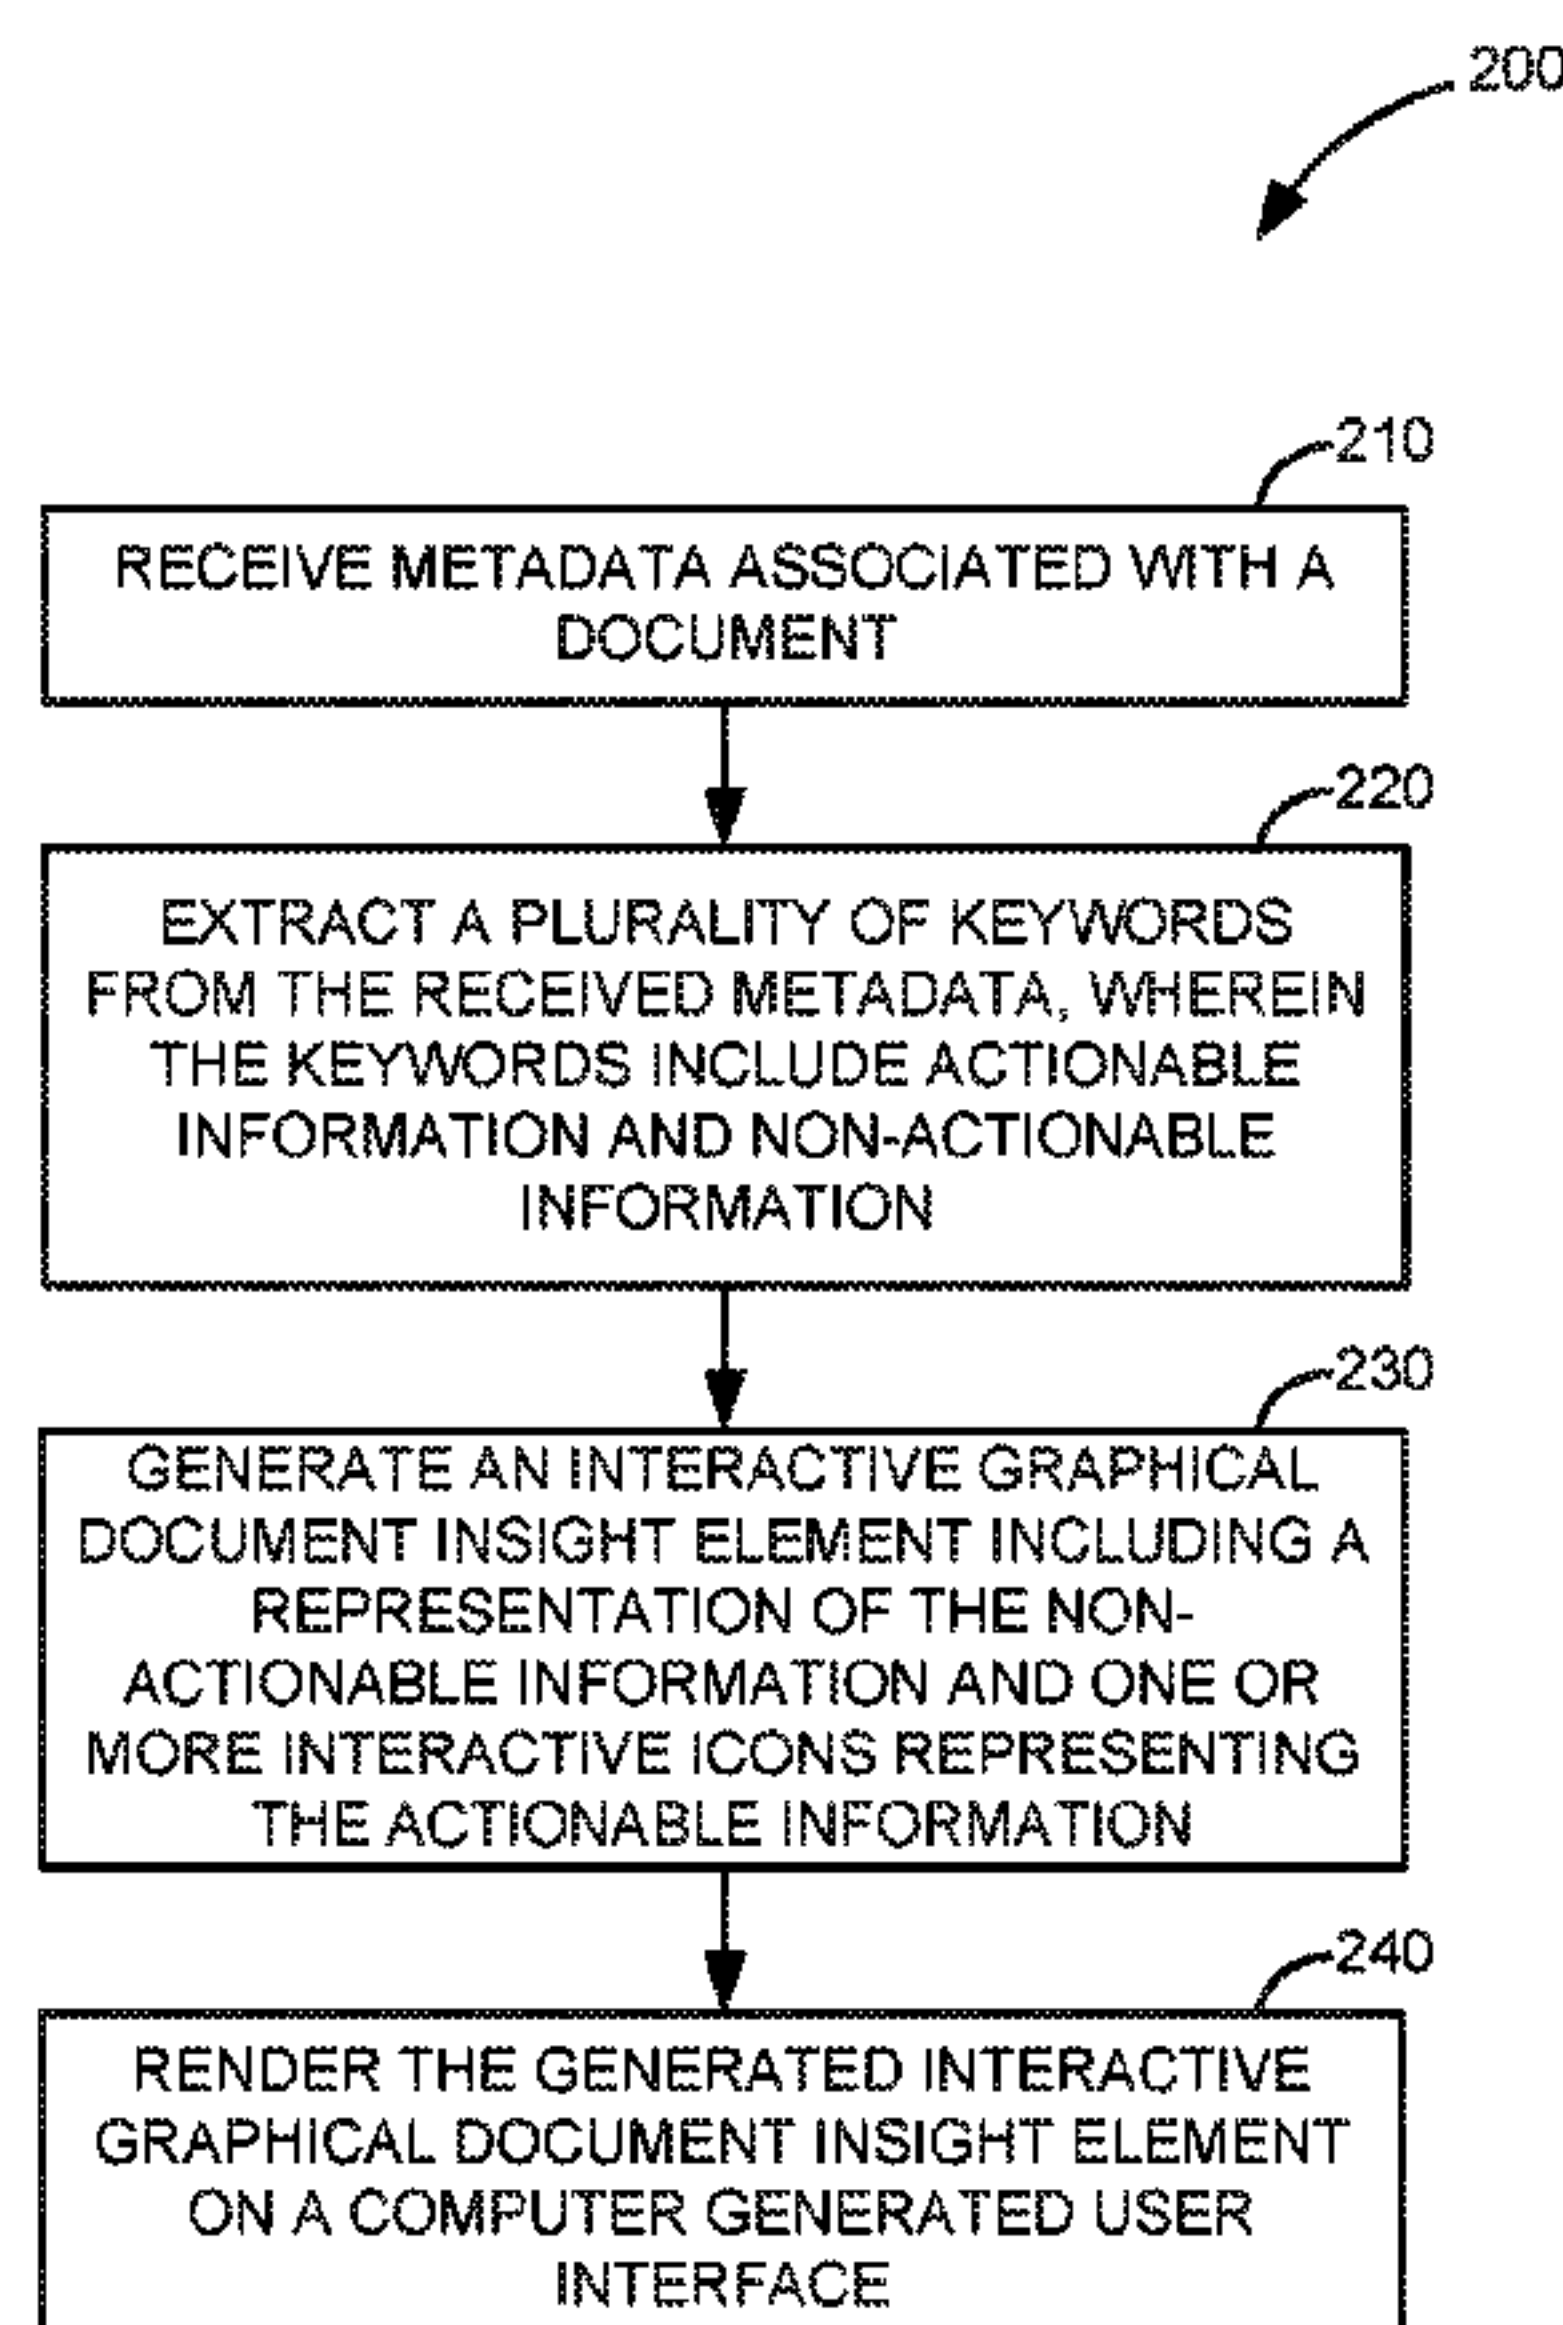 200
210
RECEIVE METADATA ASSOCIATED WITH A
DOCUMENT
220
EXTRACT A PLURALITY OF KEYWORDS
FROM THE RECEIVED METADATA, WHEREIN
THE KEYWORDS INCLUDE ACTIONABLE
INFORMATION AND NON-ACTIONABLE
INFORMATION
230
GENERATE AN INTERACTIVE GRAPHICAL
DOCUMENT INSIGHT ELEMENT INCLUDING A
REPRESENTATION OF THE NON-
ACTIONABLE INFORMATION AND ONE OR
MORE INTERACTIVE ICONS REPRESENTING
THE ACTIONABLE INFORMATION
240
RENDER THE GENERATED INTERACTIVE
GRAPHICAL DOCUMENT INSIGHT ELEMENT
ON A COMPUTER GENERATED USER
INTERFACE